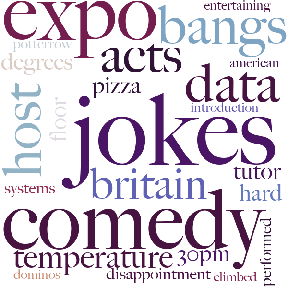 entertaining
expo
potterrow
bangs
degrees
acts
american
host
floor
pizza
data
introduction
jokes
tutor
systems
britain
hard
comedy
performed
temperature
30pm
dominos
disappointment
climbed